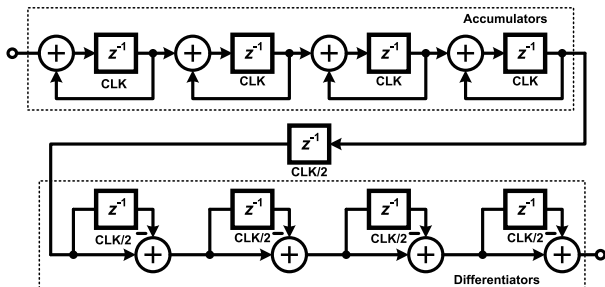 Accumulators
+ z⁻¹ + z⁻¹ + z⁻¹ + z⁻¹
CLK CLK CLK CLK
z⁻¹
CLK/2
z⁻¹ z⁻¹ z⁻¹ z⁻¹
CLK/2 − + CLK/2 − + CLK/2 − + CLK/2 − +
Differentiators